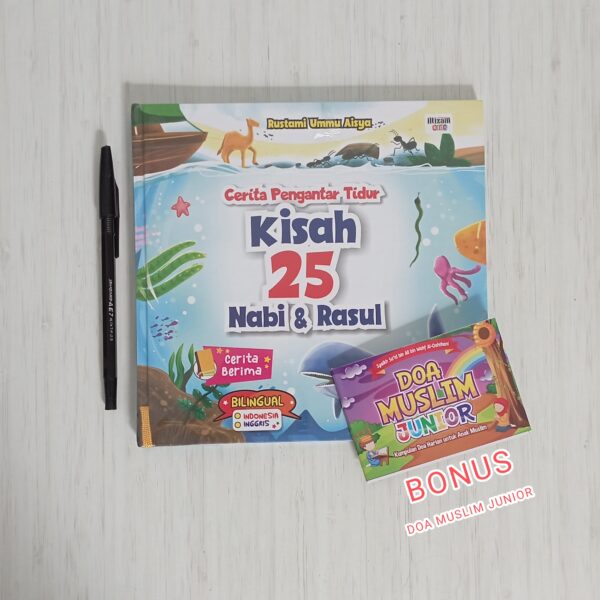 Rustami Ummu Aisya
Cerita Pengantar Tidur
Kisah
25
Nabi & Rasul
Cerita
Berima
BILINGUAL
INDONESIA
INGGRIS
DOA
MUSLIM
JUNIOR
Kumpulan Doa Harian untuk Anak Muslim
BONUS
DOA MUSLIM JUNIOR